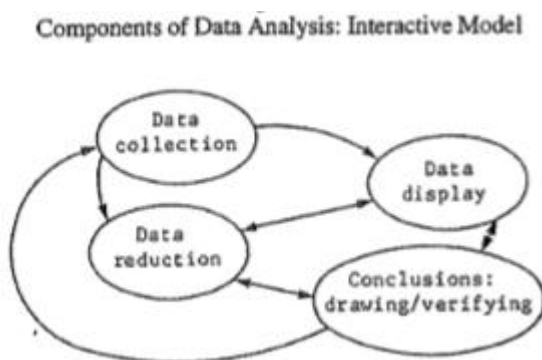 Components of Data Analysis: Interactive Model
Data
collection
Data
display
Data
reduction
Conclusions:
drawing/verifying